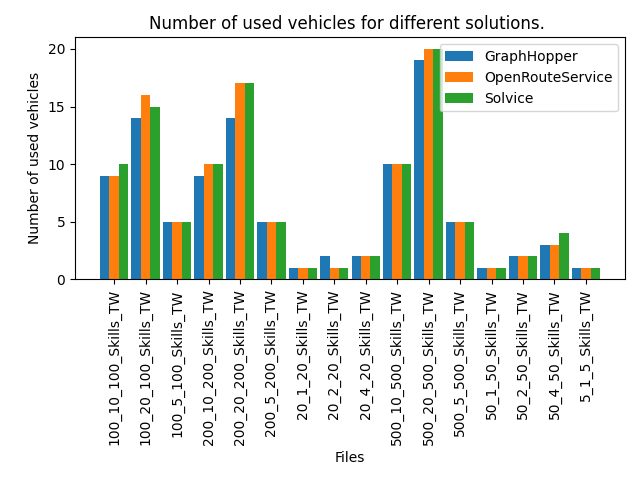 Number of used vehicles for different solutions.
GraphHopper
OpenRouteService
Solvice
Number of used vehicles
20
15
10
5
0
100_10_100_Skills_TW
100_20_100_Skills_TW
100_5_100_Skills_TW
200_10_200_Skills_TW
200_20_200_Skills_TW
200_5_200_Skills_TW
20_1_20_Skills_TW
20_2_20_Skills_TW
20_4_20_Skills_TW
500_10_500_Skills_TW
500_20_500_Skills_TW
500_5_500_Skills_TW
50_1_50_Skills_TW
50_2_50_Skills_TW
50_4_50_Skills_TW
5_1_5_Skills_TW
Files